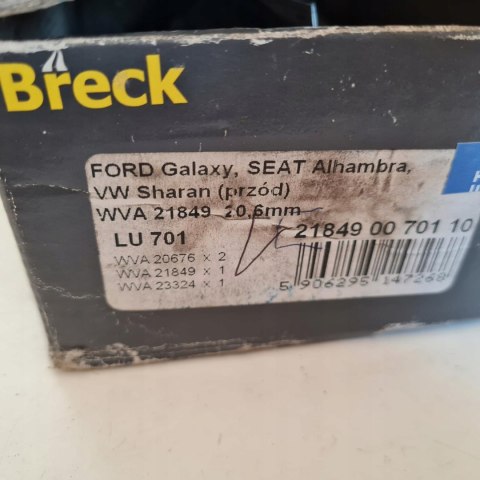 Breck
FORD Galaxy, SEAT Alhambra,
VW Sharan (przód)
WVA 21849 20,6mm
LU 701
21849 00 701 10
WVA 20676 x 2
WVA 21849 x 1
WVA 23324 x 1
5 906295 147268